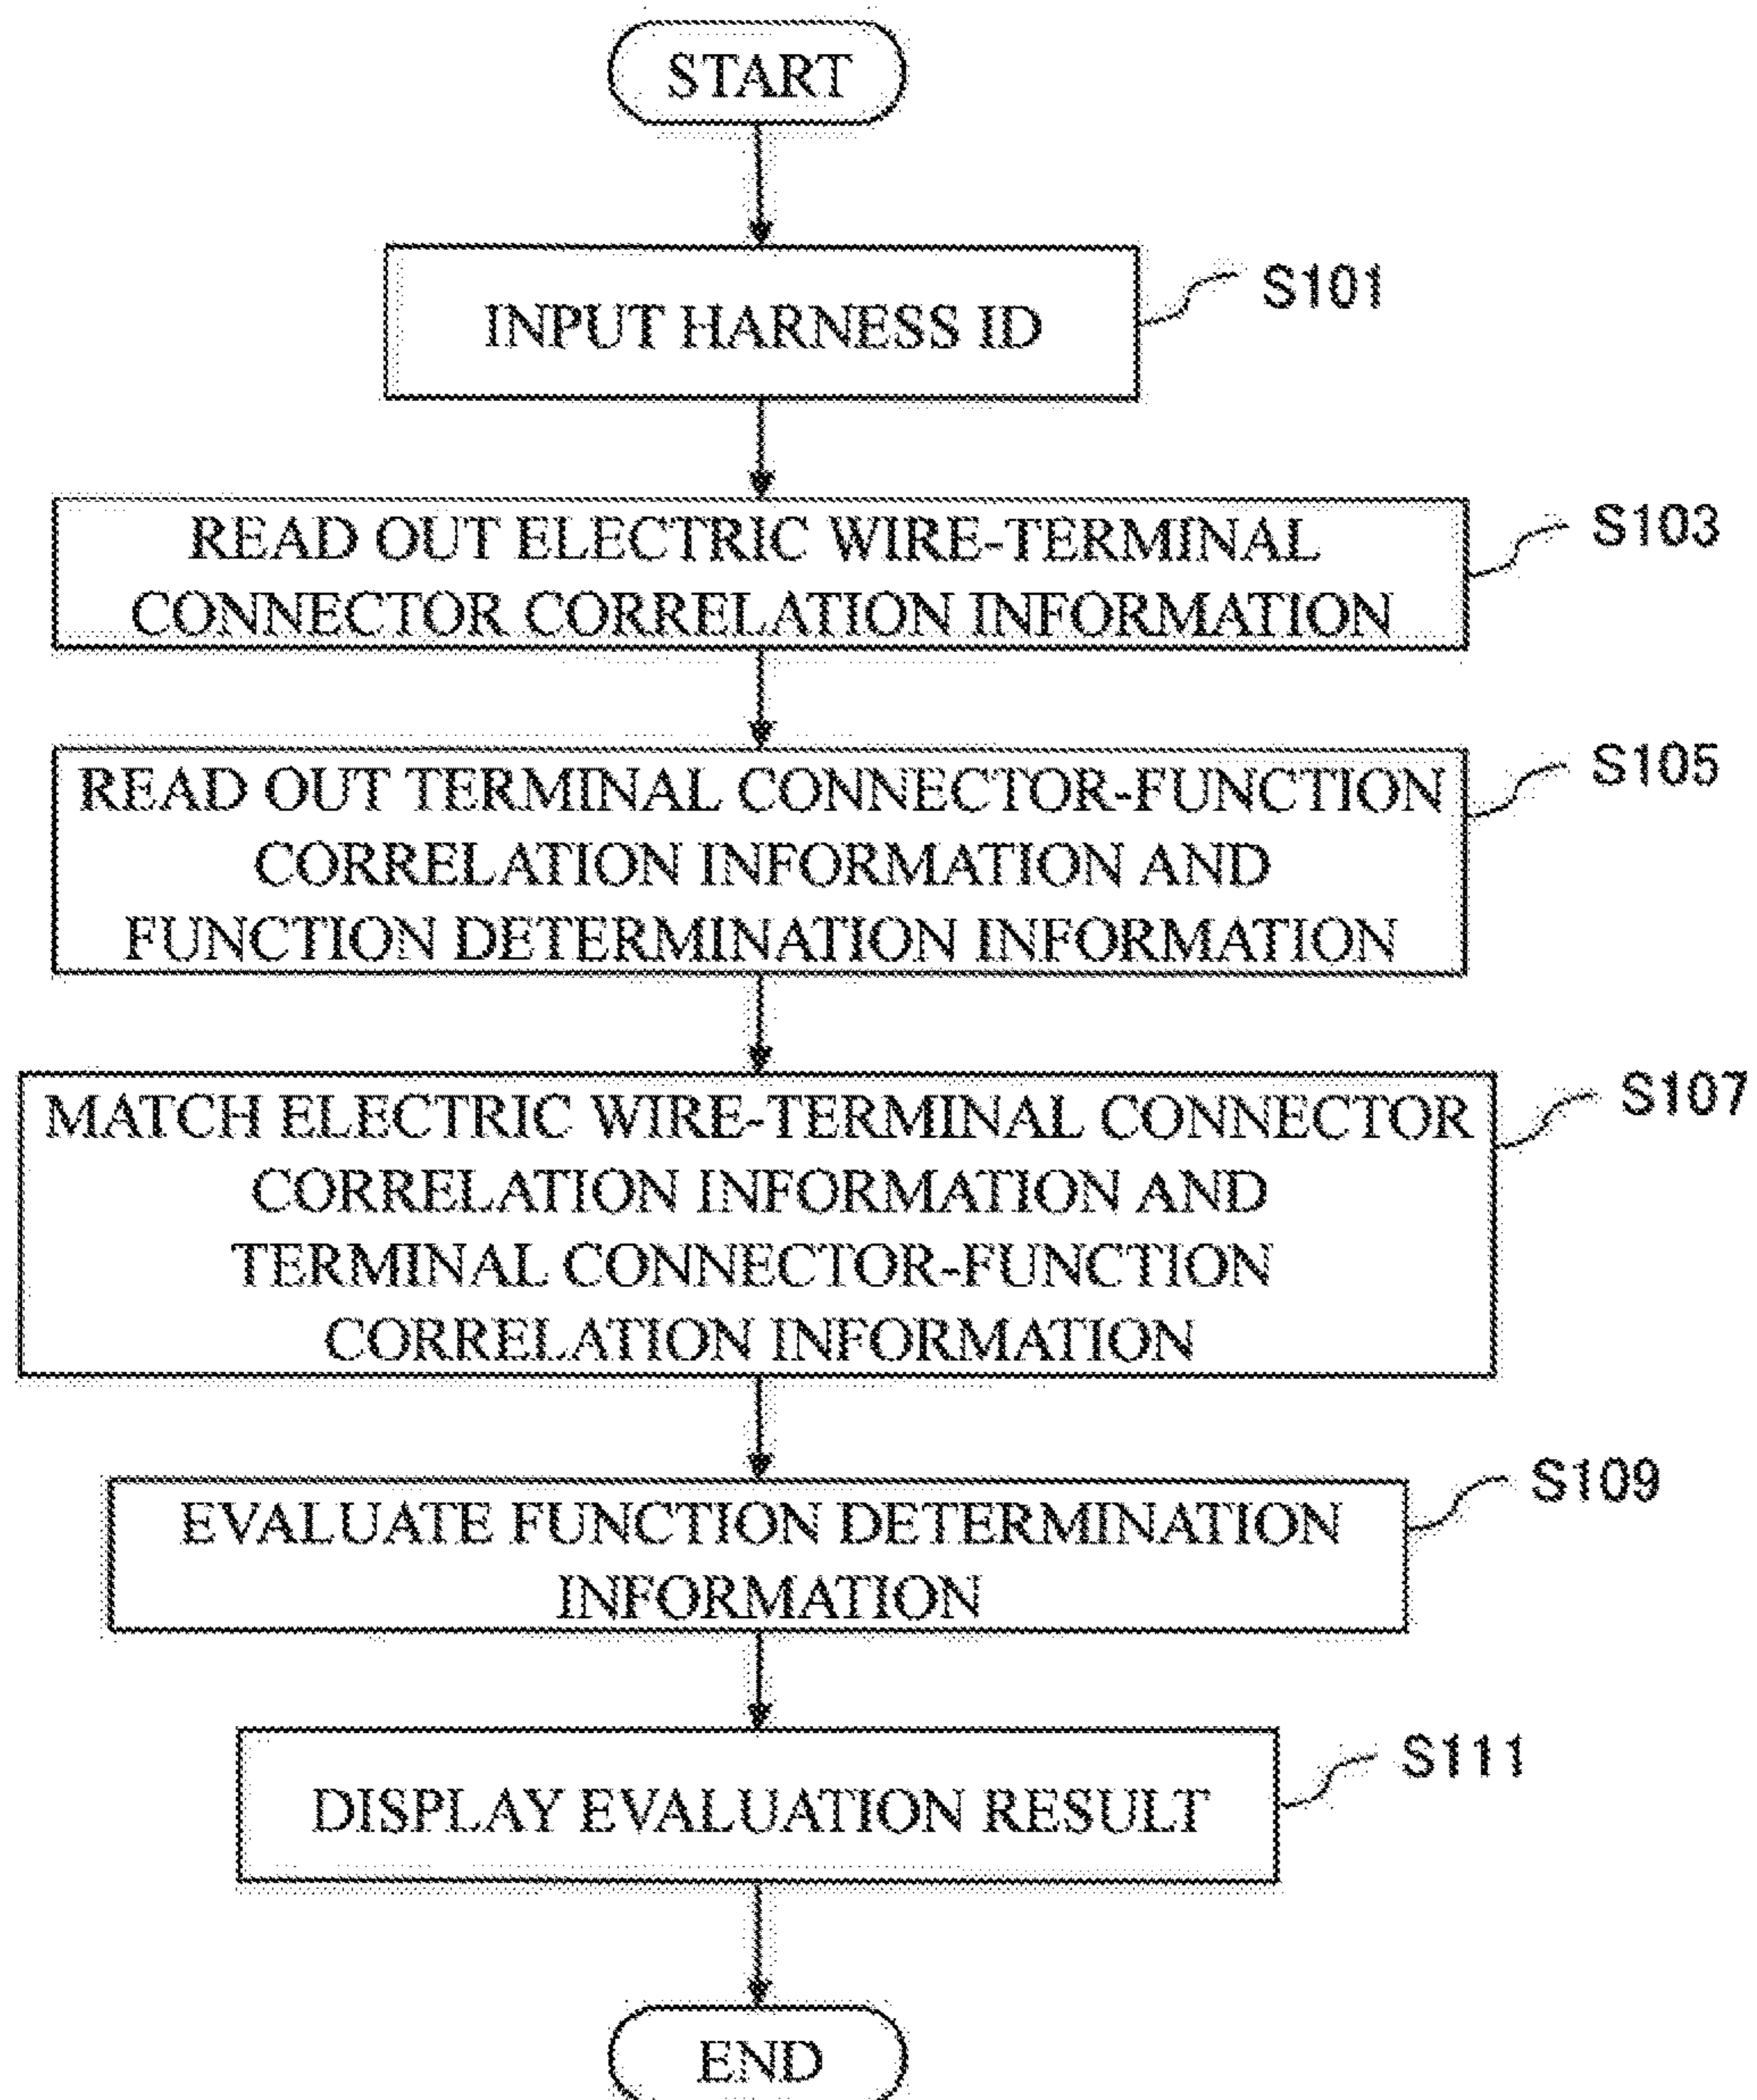 START
INPUT HARNESS ID
S101
READ OUT ELECTRIC WIRE-TERMINAL
CONNECTOR CORRELATION INFORMATION
S103
READ OUT TERMINAL CONNECTOR-FUNCTION
CORRELATION INFORMATION AND
FUNCTION DETERMINATION INFORMATION
S105
MATCH ELECTRIC WIRE-TERMINAL CONNECTOR
CORRELATION INFORMATION AND
TERMINAL CONNECTOR-FUNCTION
CORRELATION INFORMATION
S107
EVALUATE FUNCTION DETERMINATION
INFORMATION
S109
DISPLAY EVALUATION RESULT
S111
END